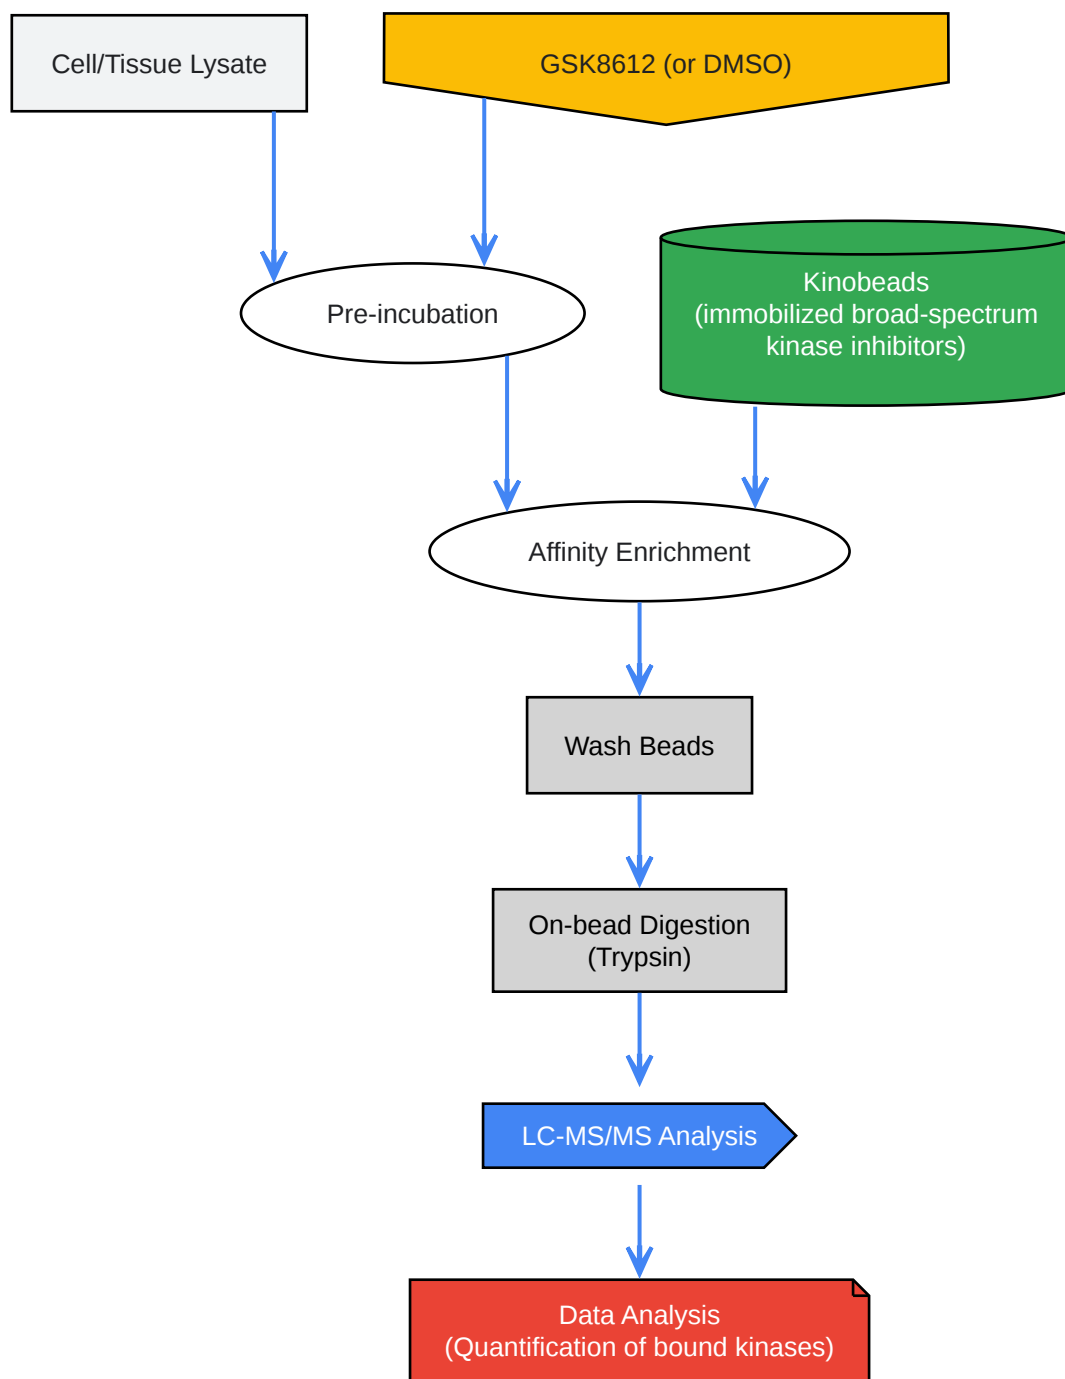 Cell/Tissue Lysate
GSK8612 (or DMSO)
Kinobeads
(immobilized broad-spectrum
kinase inhibitors)
Pre-incubation
Affinity Enrichment
Wash Beads
On-bead Digestion
(Trypsin)
LC-MS/MS Analysis
Data Analysis
(Quantification of bound kinases)